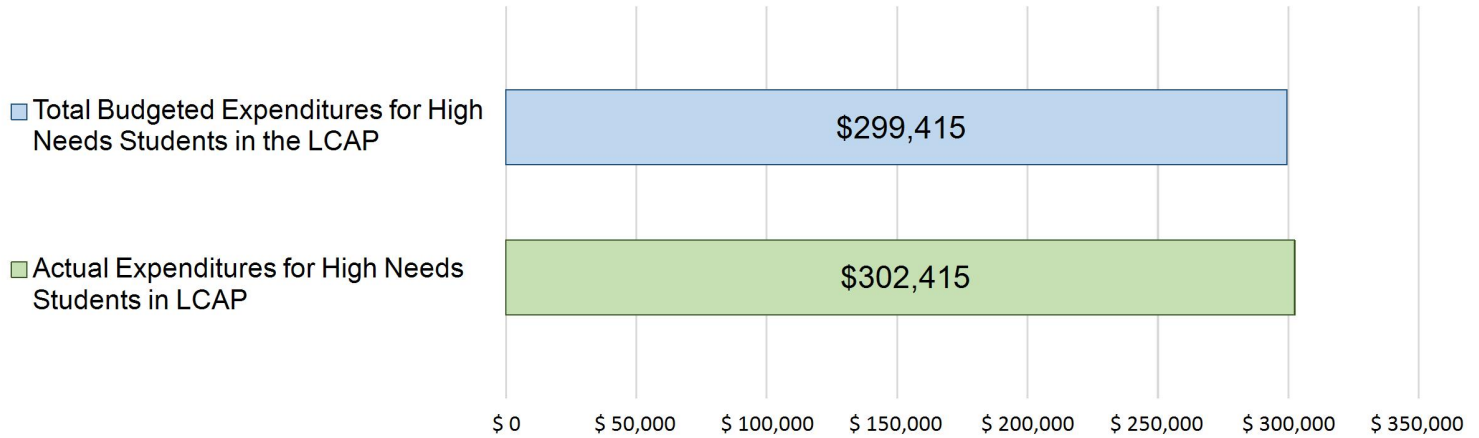 Total Budgeted Expenditures for High
Needs Students in the LCAP
$299,415
Actual Expenditures for High Needs
Students in LCAP
$302,415
$ 0 $ 50,000 $ 100,000 $ 150,000 $ 200,000 $ 250,000 $ 300,000 $ 350,000